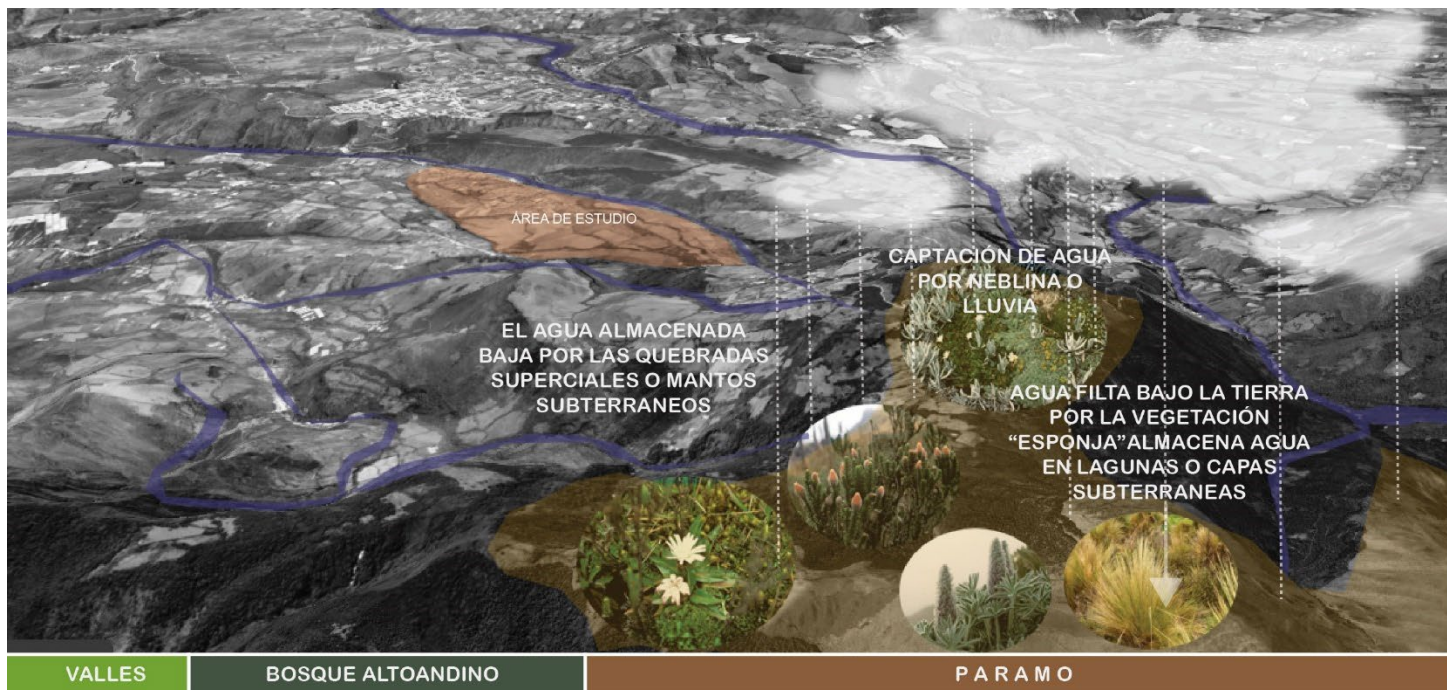 ÁREA DE ESTUDIO
CAPTACIÓN DE AGUA
POR NEBLINA O
LLUVIA
EL AGUA ALMACENADA
BAJA POR LAS QUEBRADAS
SUPERCIALES O MANTOS
SUBTERRANEOS
AGUA FILTA BAJO LA TIERRA
POR LA VEGETACIÓN
“ESPONJA”ALMACENA AGUA
EN LAGUNAS O CAPAS
SUBTERRANEAS
VALLES
BOSQUE ALTOANDINO
PARAMO